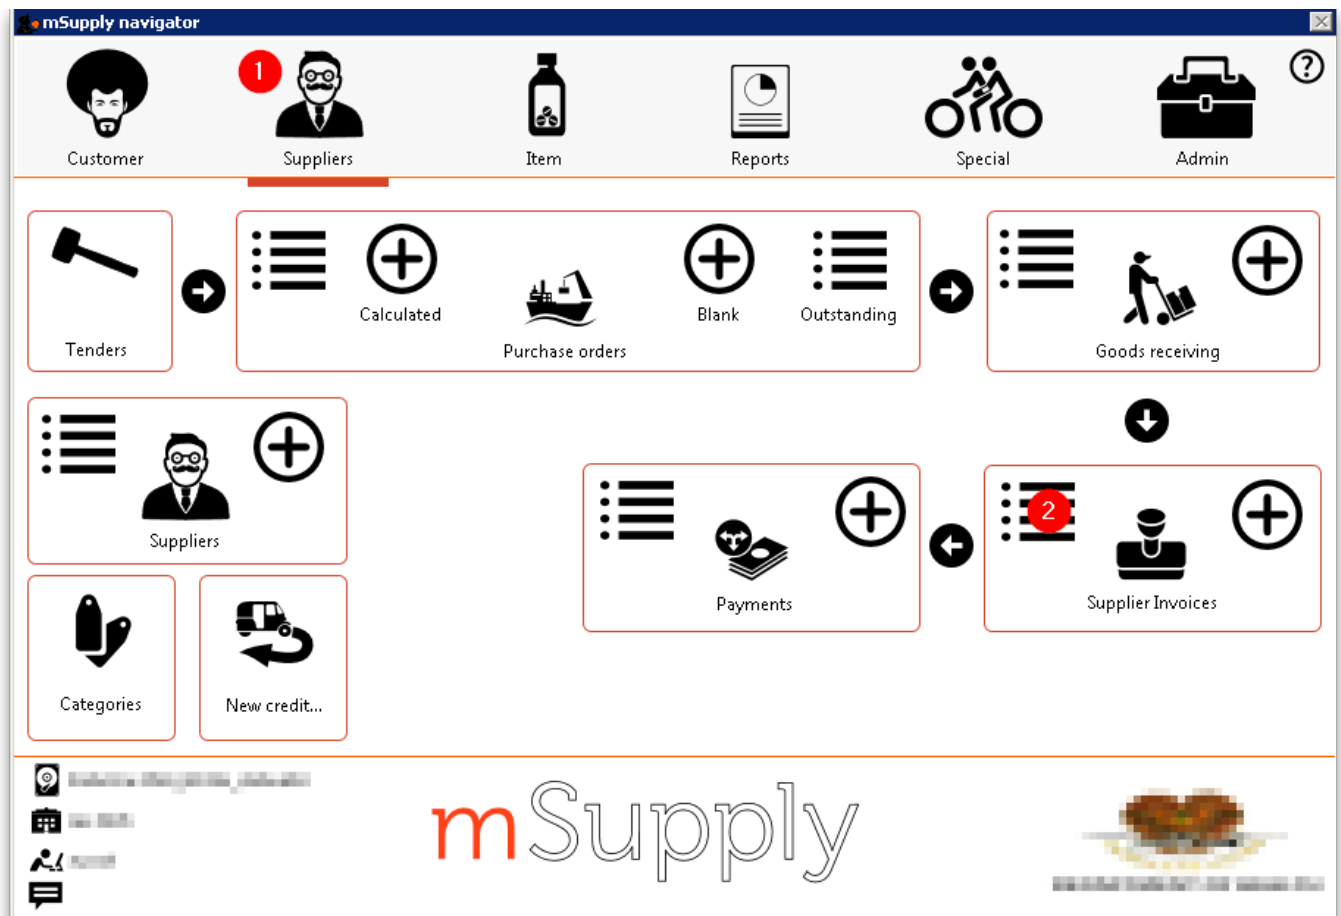 mSupply navigator
1
?
Customer
Suppliers
Item
Reports
Special
Admin
Calculated
Blank
Outstanding
Tenders
Purchase orders
Goods receiving
2
Suppliers
Payments
Supplier Invoices
Categories
New credit...
mSupply